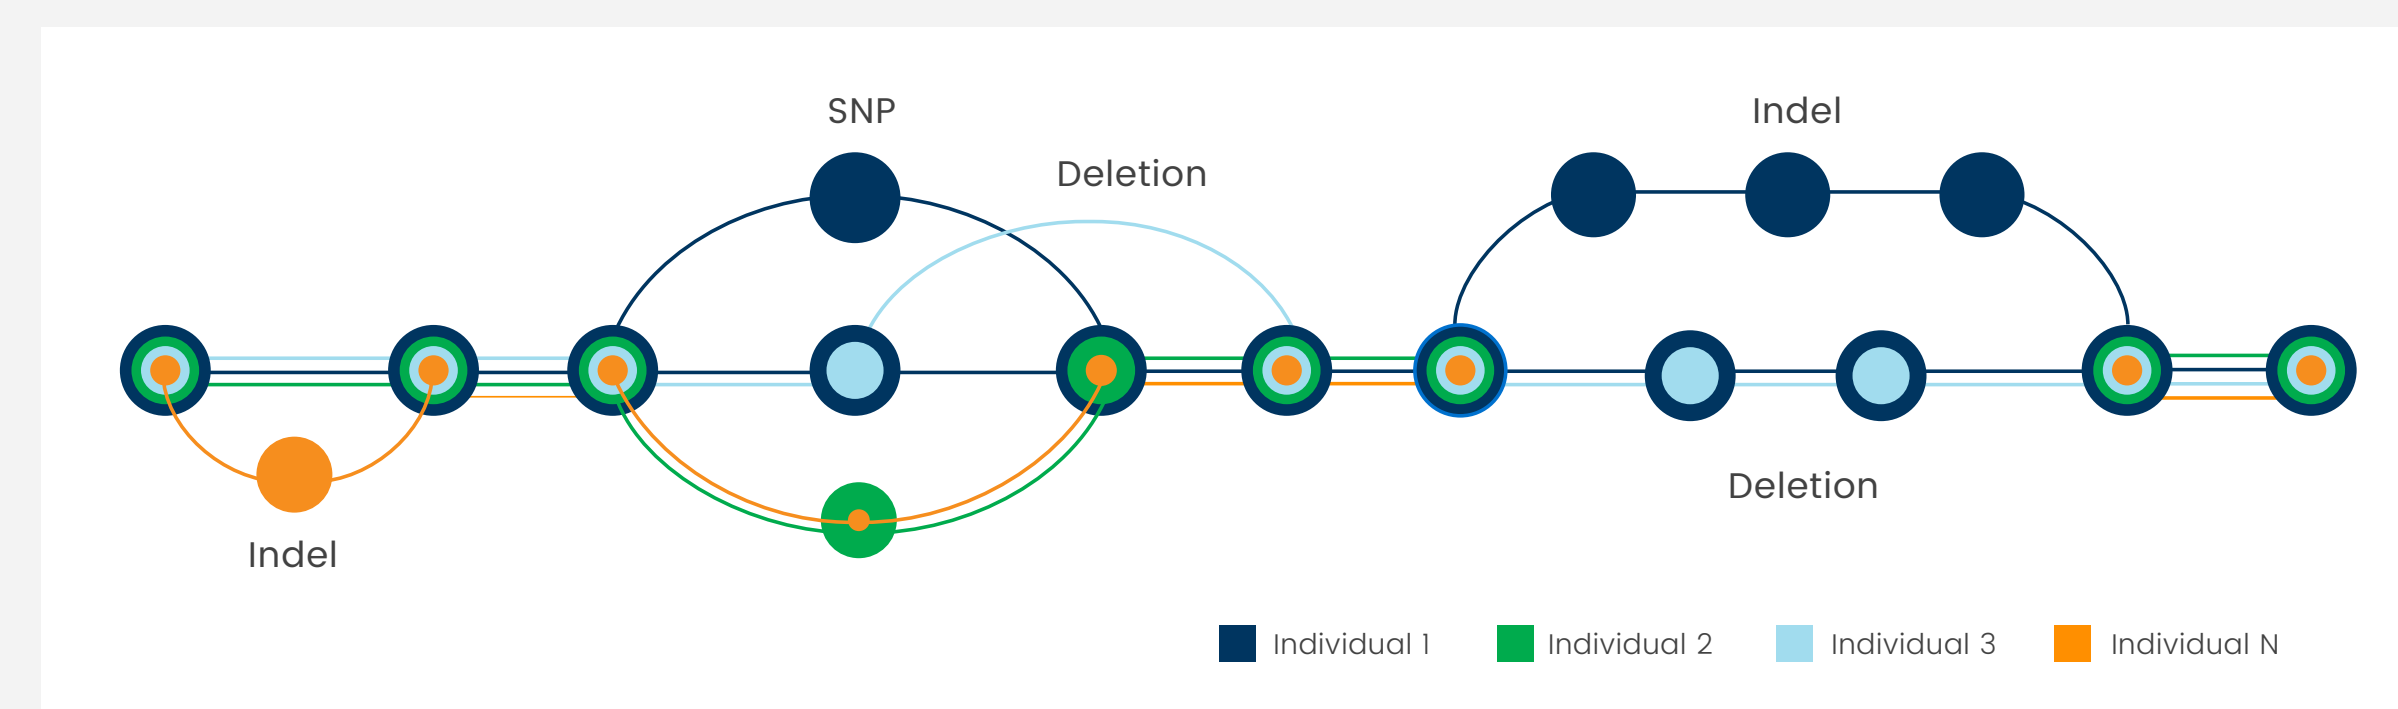 SNP
Indel
Deletion
Deletion
Indel
Individual 1
Individual 2
Individual 3
Individual N